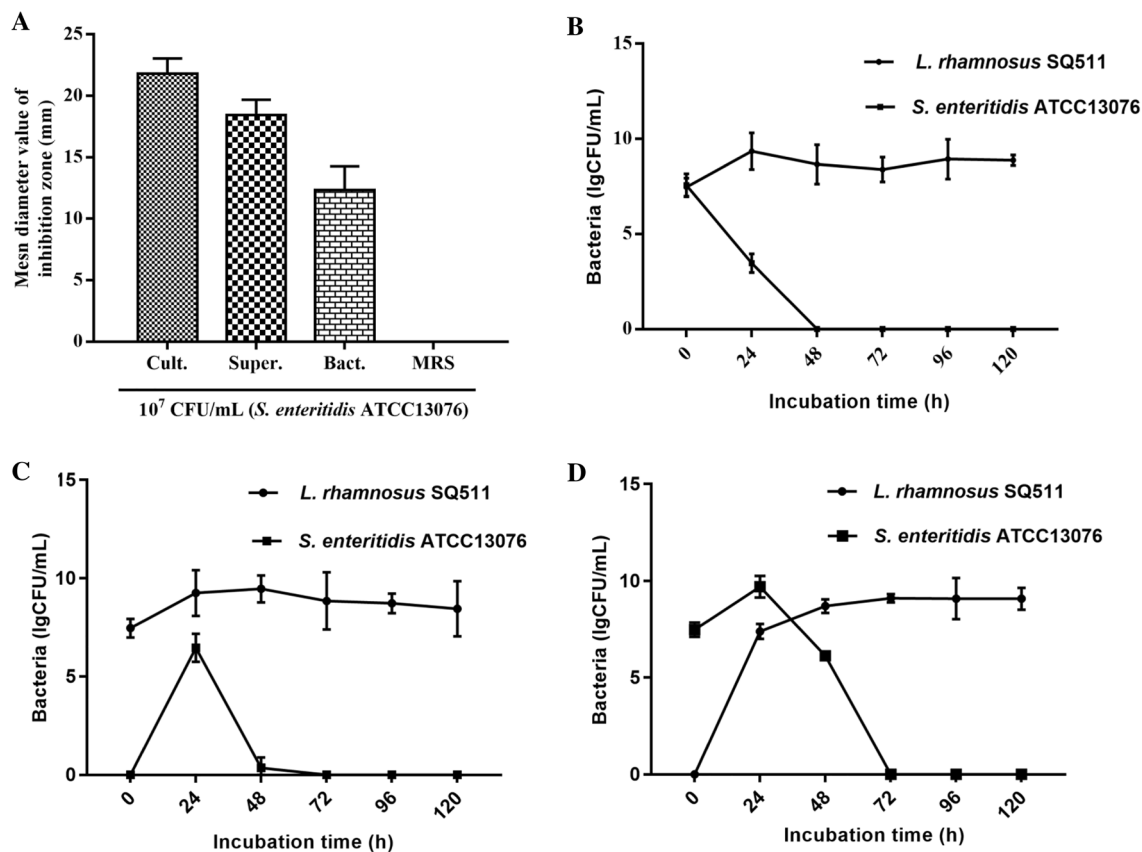 A
Mesn diameter value of
inhibition zone (mm)
25
20
15
10
5
0
Cult. Super. Bact. MRS
10⁷ CFU/mL (S. enteritidis ATCC13076)
B
Bacteria (lgCFU/mL)
15
10
5
0
L. rhamnosus SQ511
S. enteritidis ATCC13076
0 24 48 72 96 120
Incubation time (h)
C
Bacteria (lgCFU/mL)
15
10
5
0
L. rhamnosus SQ511
S. enteritidis ATCC13076
0 24 48 72 96 120
Incubation time (h)
D
Bacteria (lgCFU/mL)
15
10
5
0
L. rhamnosus SQ511
S. enteritidis ATCC13076
0 24 48 72 96 120
Incubation time (h)